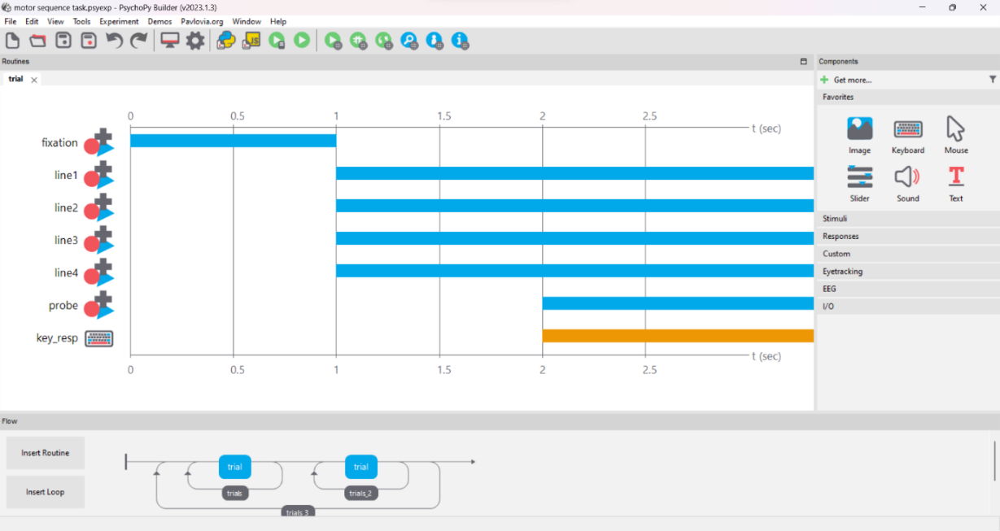 motor sequence task.psyexp - PsychoPy Builder (v2023.1.3)
File Edit View Tools Experiment Demos Pavlovia.org Window Help
JS
Routines
Components
trial
Get more...
Favorites
0 0.5 1 1.5 2 2.5
t (sec)
fixation
line1
line2
line3
line4
probe
key_resp
t (sec)
0 0.5 1 1.5 2 2.5
Image Keyboard Mouse
Slider Sound Text
Stimuli
Responses
Custom
Eyetracking
EEG
I/O
Flow
Insert Routine
Insert Loop
trial trial
trials trials_2
trials_3